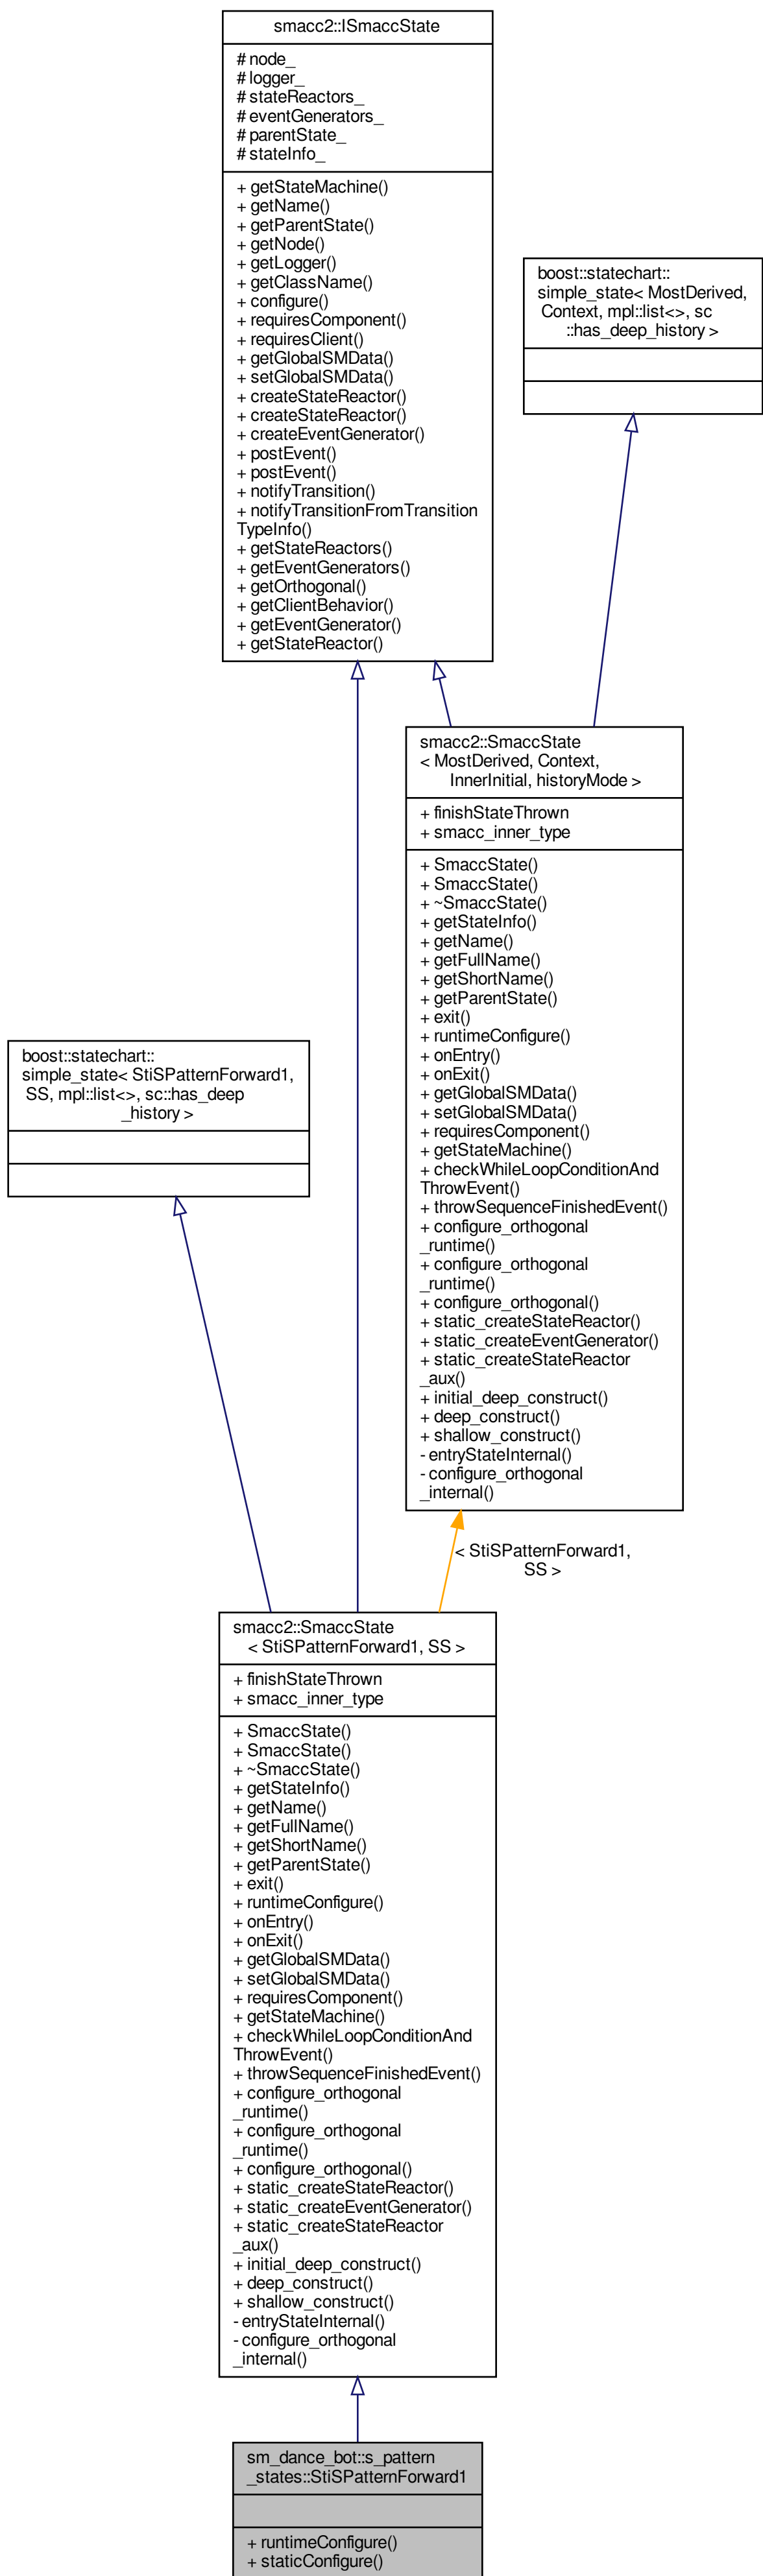 smacc2::ISmaccState
# node_
# logger_
# stateReactors_
# eventGenerators_
# parentState_
# stateInfo_
+ getStateMachine()
+ getName()
+ getParentState()
+ getNode()
+ getLogger()
+ getClassName()
+ configure()
+ requiresComponent()
+ requiresClient()
+ getGlobalSMData()
+ setGlobalSMData()
+ createStateReactor()
+ createStateReactor()
+ createEventGenerator()
+ postEvent()
+ postEvent()
+ notifyTransition()
+ notifyTransitionFromTransition
TypeInfo()
+ getStateReactors()
+ getEventGenerators()
+ getOrthogonal()
+ getClientBehavior()
+ getEventGenerator()
+ getStateReactor()
boost::statechart::
simple_state< MostDerived,
Context, mpl::list<>, sc
::has_deep_history >
smacc2::SmaccState
< MostDerived, Context,
InnerInitial, historyMode >
+ finishStateThrown
+ smacc_inner_type
+ SmaccState()
+ SmaccState()
+ ~SmaccState()
+ getStateInfo()
+ getName()
+ getFullName()
+ getShortName()
+ getParentState()
+ exit()
+ runtimeConfigure()
+ onEntry()
+ onExit()
+ getGlobalSMData()
+ setGlobalSMData()
+ requiresComponent()
+ getStateMachine()
+ checkWhileLoopConditionAnd
ThrowEvent()
+ throwSequenceFinishedEvent()
+ configure_orthogonal
_runtime()
+ configure_orthogonal
_runtime()
+ configure_orthogonal()
+ static_createStateReactor()
+ static_createEventGenerator()
+ static_createStateReactor
_aux()
+ initial_deep_construct()
+ deep_construct()
+ shallow_construct()
- entryStateInternal()
- configure_orthogonal
_internal()
boost::statechart::
simple_state< StiSPatternForward1,
SS, mpl::list<>, sc::has_deep
_history >
< StiSPatternForward1,
SS >
smacc2::SmaccState
< StiSPatternForward1, SS >
+ finishStateThrown
+ smacc_inner_type
+ SmaccState()
+ SmaccState()
+ ~SmaccState()
+ getStateInfo()
+ getName()
+ getFullName()
+ getShortName()
+ getParentState()
+ exit()
+ runtimeConfigure()
+ onEntry()
+ onExit()
+ getGlobalSMData()
+ setGlobalSMData()
+ requiresComponent()
+ getStateMachine()
+ checkWhileLoopConditionAnd
ThrowEvent()
+ throwSequenceFinishedEvent()
+ configure_orthogonal
_runtime()
+ configure_orthogonal
_runtime()
+ configure_orthogonal()
+ static_createStateReactor()
+ static_createEventGenerator()
+ static_createStateReactor
_aux()
+ initial_deep_construct()
+ deep_construct()
+ shallow_construct()
- entryStateInternal()
- configure_orthogonal
_internal()
sm_dance_bot::s_pattern
_states::StiSPatternForward1
+ runtimeConfigure()
+ staticConfigure()